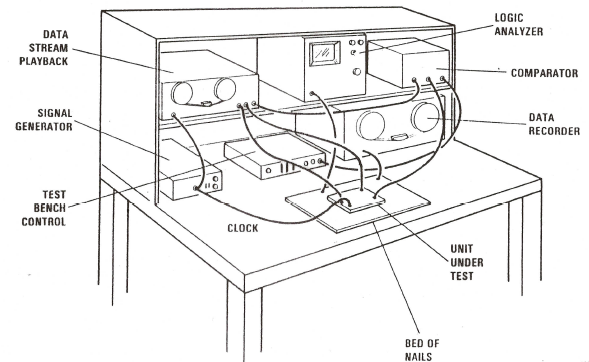 DATA
STREAM
PLAYBACK
LOGIC
ANALYZER
COMPARATOR
SIGNAL
GENERATOR
DATA
RECORDER
TEST
BENCH
CONTROL
CLOCK
UNIT
UNDER
TEST
BED OF
NAILS